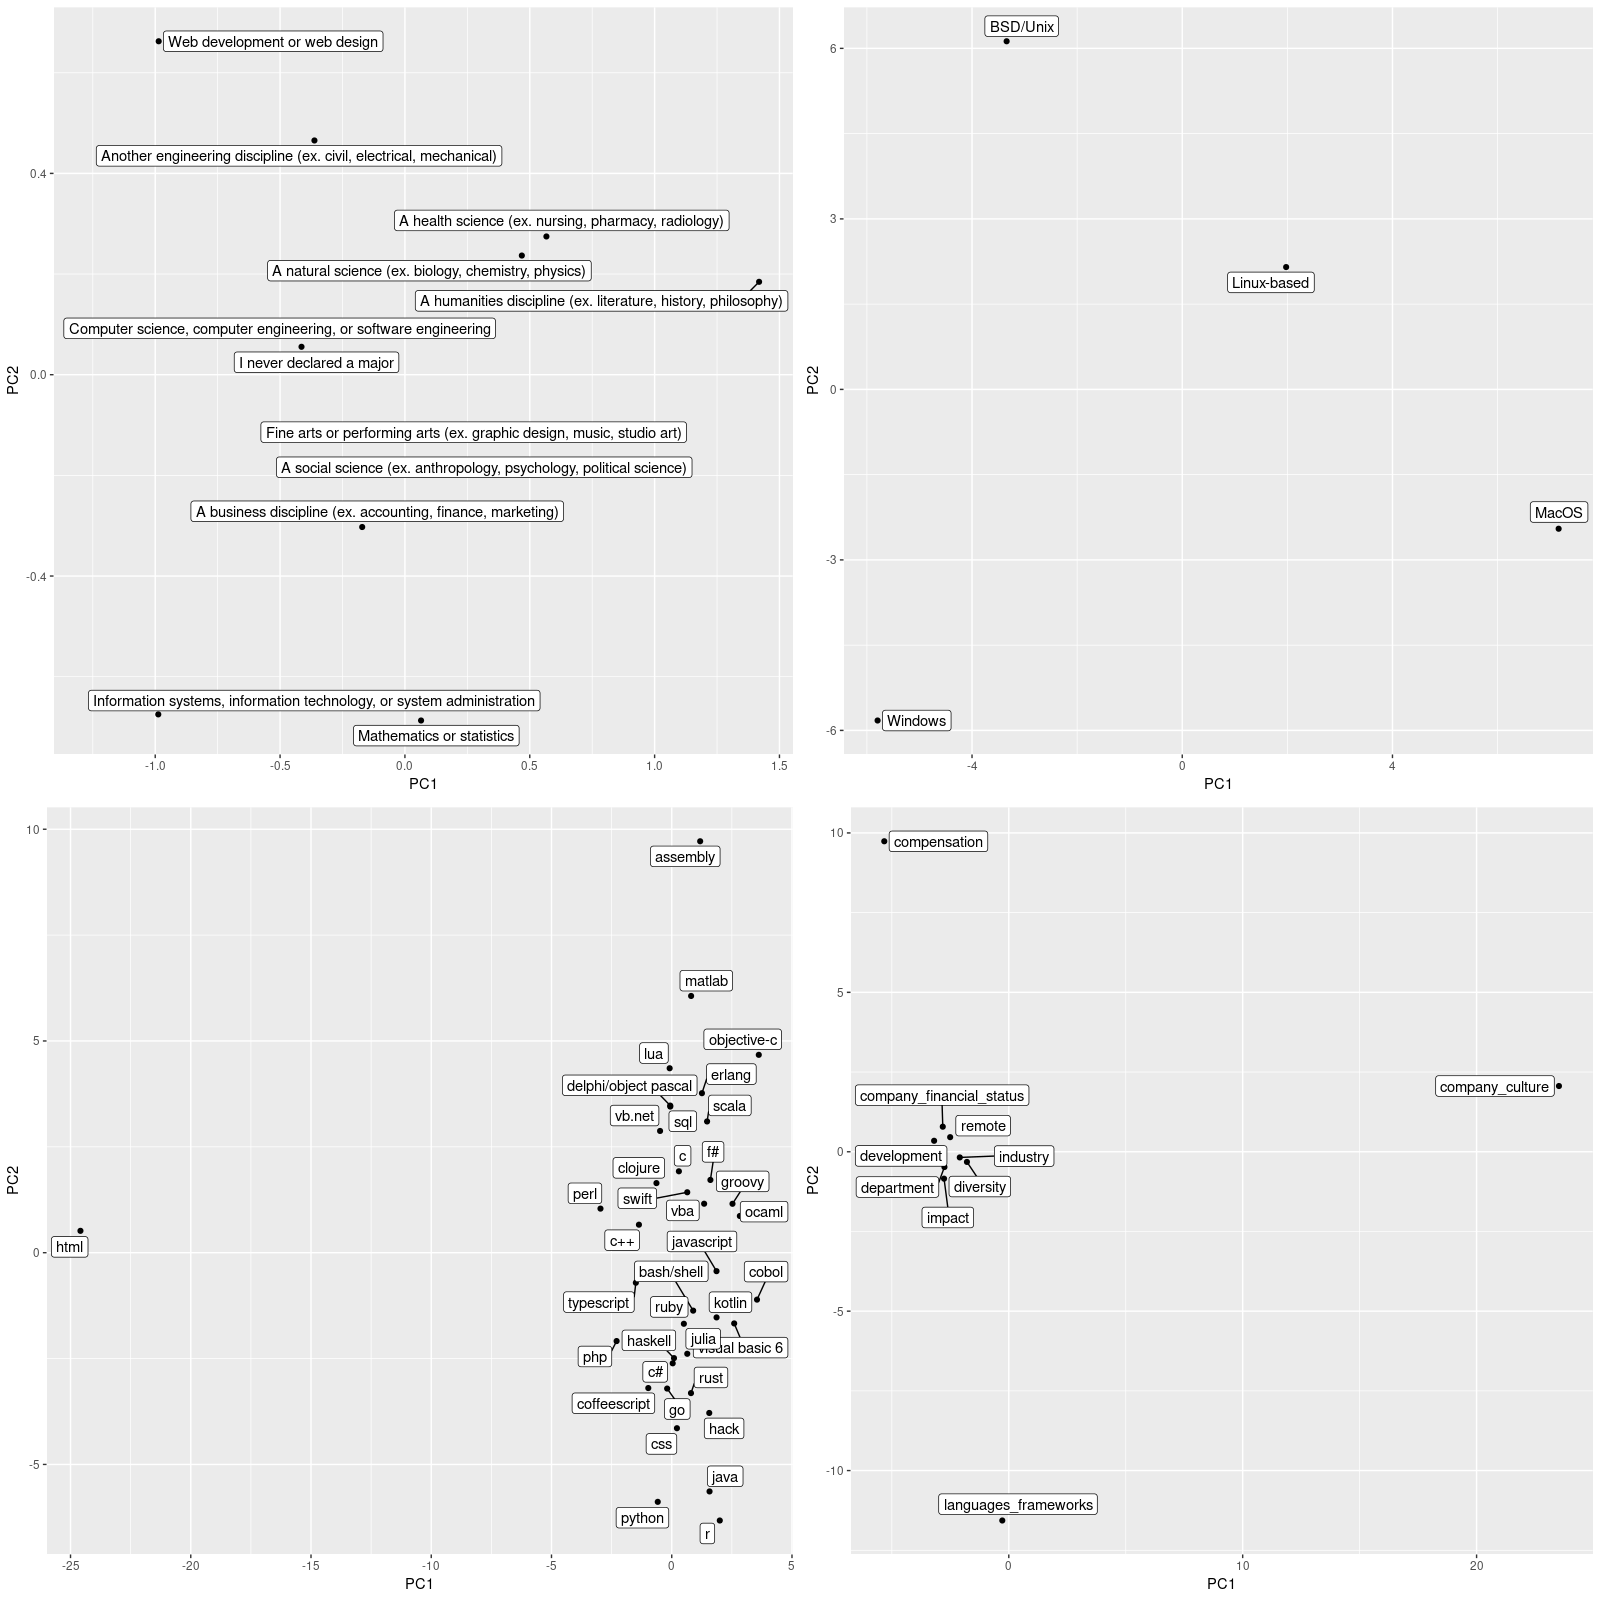 Web development or web design
Another engineering discipline (ex. civil, electrical, mechanical)
0.4
A health science (ex. nursing, pharmacy, radiology)
A natural science (ex. biology, chemistry, physics)
A humanities discipline (ex. literature, history, philosophy)
Computer science, computer engineering, or software engineering
I never declared a major
0.0
PC2
Fine arts or performing arts (ex. graphic design, music, studio art)
A social science (ex. anthropology, psychology, political science)
A business discipline (ex. accounting, finance, marketing)
-0.4
Information systems, information technology, or system administration
Mathematics or statistics
-1.0 -0.5 0.0 0.5 1.0 1.5
PC1
BSD/Unix
6
3
Linux-based
0
PC2
MacOS
-3
Windows
-6
-4 0 4
PC1
10
assembly
matlab
5
objective-c
lua
erlang
delphi/object pascal
scala
vb.net
sql
c
f#
clojure
groovy
PC2
perl
swift
vba
ocaml
c++
javascript
html
0
bash/shell
cobol
typescript
ruby
kotlin
haskell
julia
visual basic 6
php
c#
rust
coffeescript
go
hack
css
-5
java
python
r
-25 -20 -15 -10 -5 0 5
PC1
10
compensation
5
company_culture
company_financial_status
remote
0
development
industry
PC2
department
diversity
impact
-5
-10
languages_frameworks
0 10 20
PC1